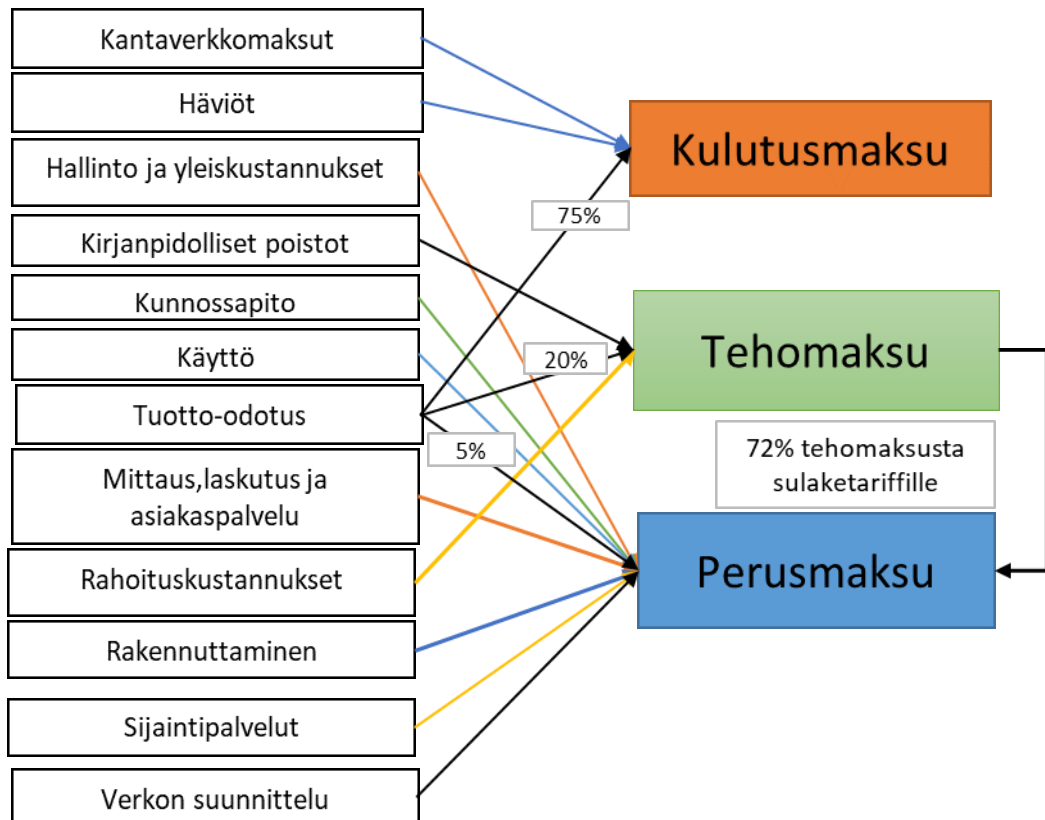 Kantaverkkomaksut
Häviöt
Hallinto ja yleiskustannukset
Kirjanpidolliset poistot
Kunnossapito
Käyttö
Tuotto-odotus
Mittaus,laskutus ja
asiakaspalvelu
Rahoituskustannukset
Rakennuttaminen
Sijaintipalvelut
Verkon suunnittelu
75%
20%
5%
Kulutusmaksu
Tehomaksu
72% tehomaksusta
sulaketariffille
Perusmaksu